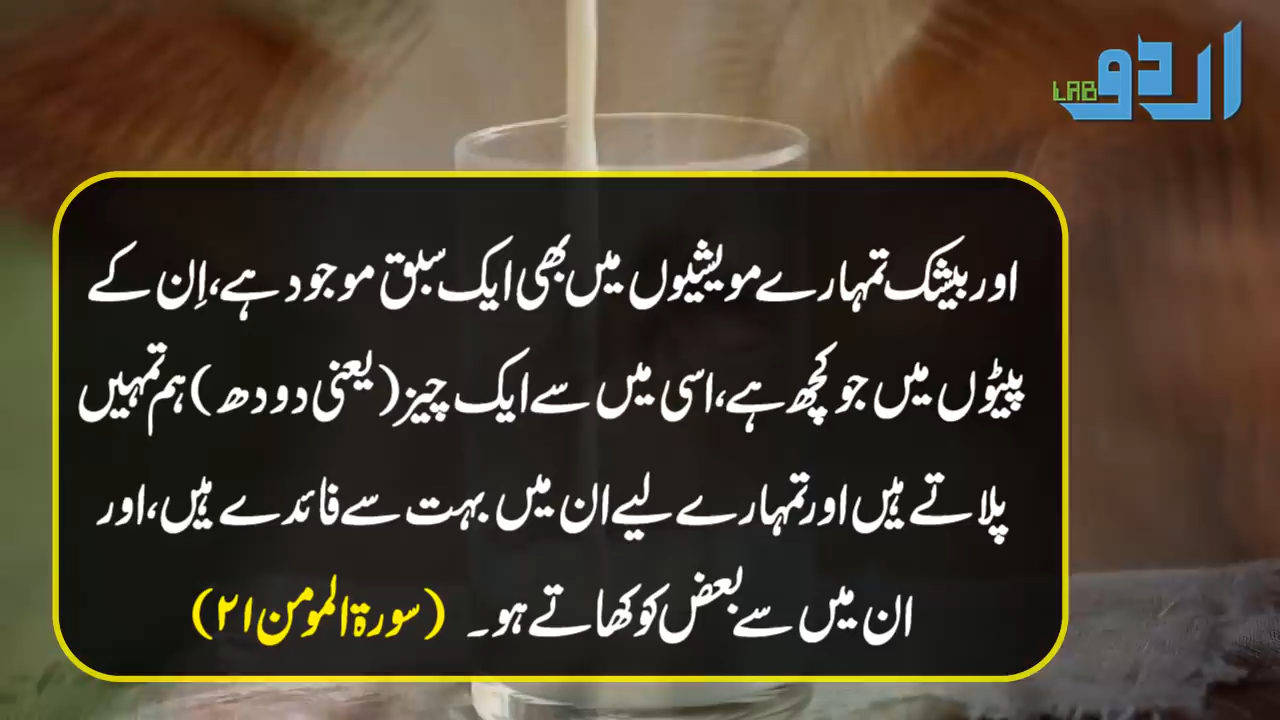 اردو
LAB
اور بیشک تمہارے مویشیوں میں بھی ایک سبق موجود ہے، اِن کے
پیٹوں میں جو کچھ ہے، اسی میں سے ایک چیز (یعنی دودھ) ہم تمہیں
پلاتے ہیں اور تمہارے لیے ان میں بہت سے فائدے ہیں، اور
ان میں سے بعض کو کھاتے ہو۔ (سورۃ المومن ۲۱)